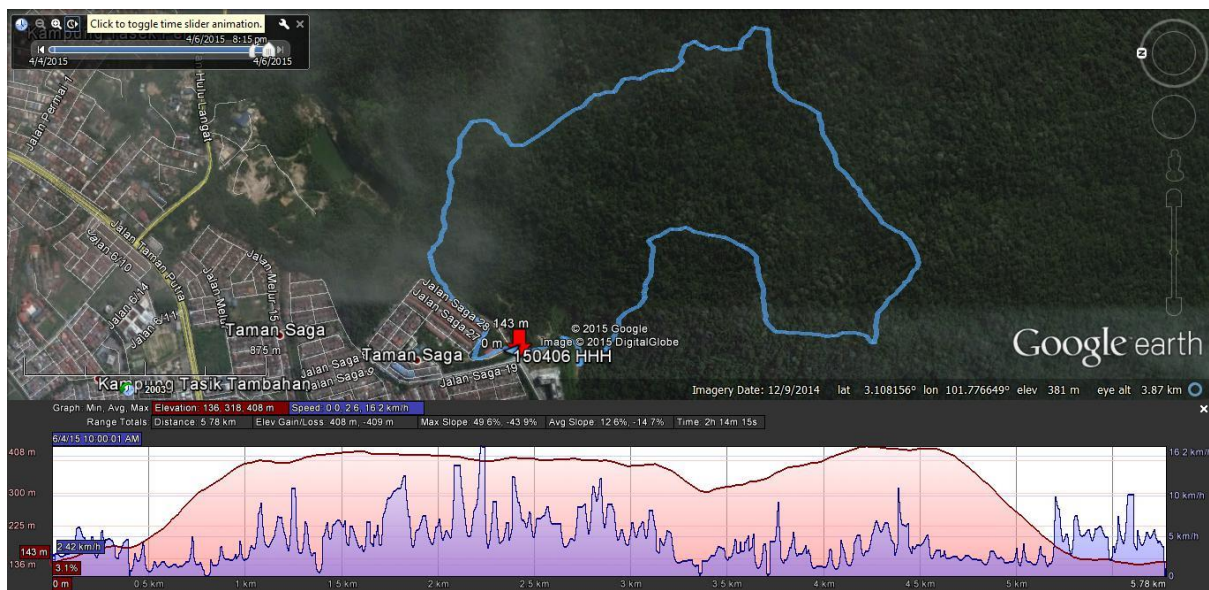 Click to toggle time slider animation.
4/6/2015 8:15 pm
4/4/2015
4/6/2015
Jalan Permai 1
Hulu Langat
Jalan Taman Putra
Jalan 6/10
Jalan 6/14
Jalan 6/11
Jalan Melur
Jalan Melur 15
Taman Saga
875 m
Jalan Saga 28
Jalan Saga 21
143 m
0 m
© 2015 Google
Image © 2015 DigitalGlobe
150406 HHH
Taman Saga
Jalan Saga 19
Jalan Saga 9
Kampung Tasik Tambahan
2003
Google earth
Imagery Date: 12/9/2014 lat 3.108156° lon 101.776649° elev 381 m eye alt 3.87 km
Graph: Min, Avg, Max Elevation: 136, 318, 408 m Speed: 0.0, 2.6, 16.2 km/h
Range Totals: Distance: 5.78 km Elev Gain/Loss: 408 m, -409 m Max Slope: 49.6%, -43.9% Avg Slope: 12.6%, -14.7% Time: 2h 14m 15s
6/4/15 10:00:01 AM
408 m
16.2 km/h
300 m
10 km/h
225 m
5 km/h
143 m
2.42 km/h
136 m
3.1%
0
0 m 0.5 km 1 km 1.5 km 2 km 2.5 km 3 km 3.5 km 4 km 4.5 km 5 km 5.78 km